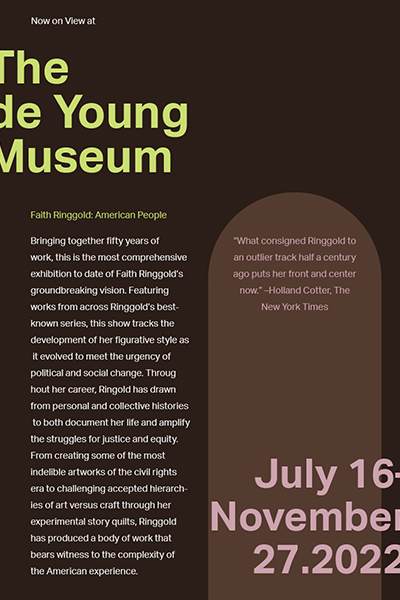 Now on View at
The
de Young
Museum
Faith Ringgold: American People
Bringing together fifty years of
work, this is the most comprehensive
exhibition to date of Faith Ringgold’s
groundbreaking vision. Featuring
works from across Ringgold’s best-
known series, this show tracks the
development of her figurative style as
it evolved to meet the urgency of
political and social change. Throug
hout her career, Ringold has drawn
from personal and collective histories
to both document her life and amplify
the struggles for justice and equity.
From creating some of the most
indelible artworks of the civil rights
era to challenging accepted hierarch-
ies of art versus craft through her
experimental story quilts, Ringgold
has produced a body of work that
bears witness to the complexity of
the American experience.
“What consigned Ringgold to
an outlier track half a century
ago puts her front and center
now.” –Holland Cotter, The
New York Times
July 16-
November
27.2022